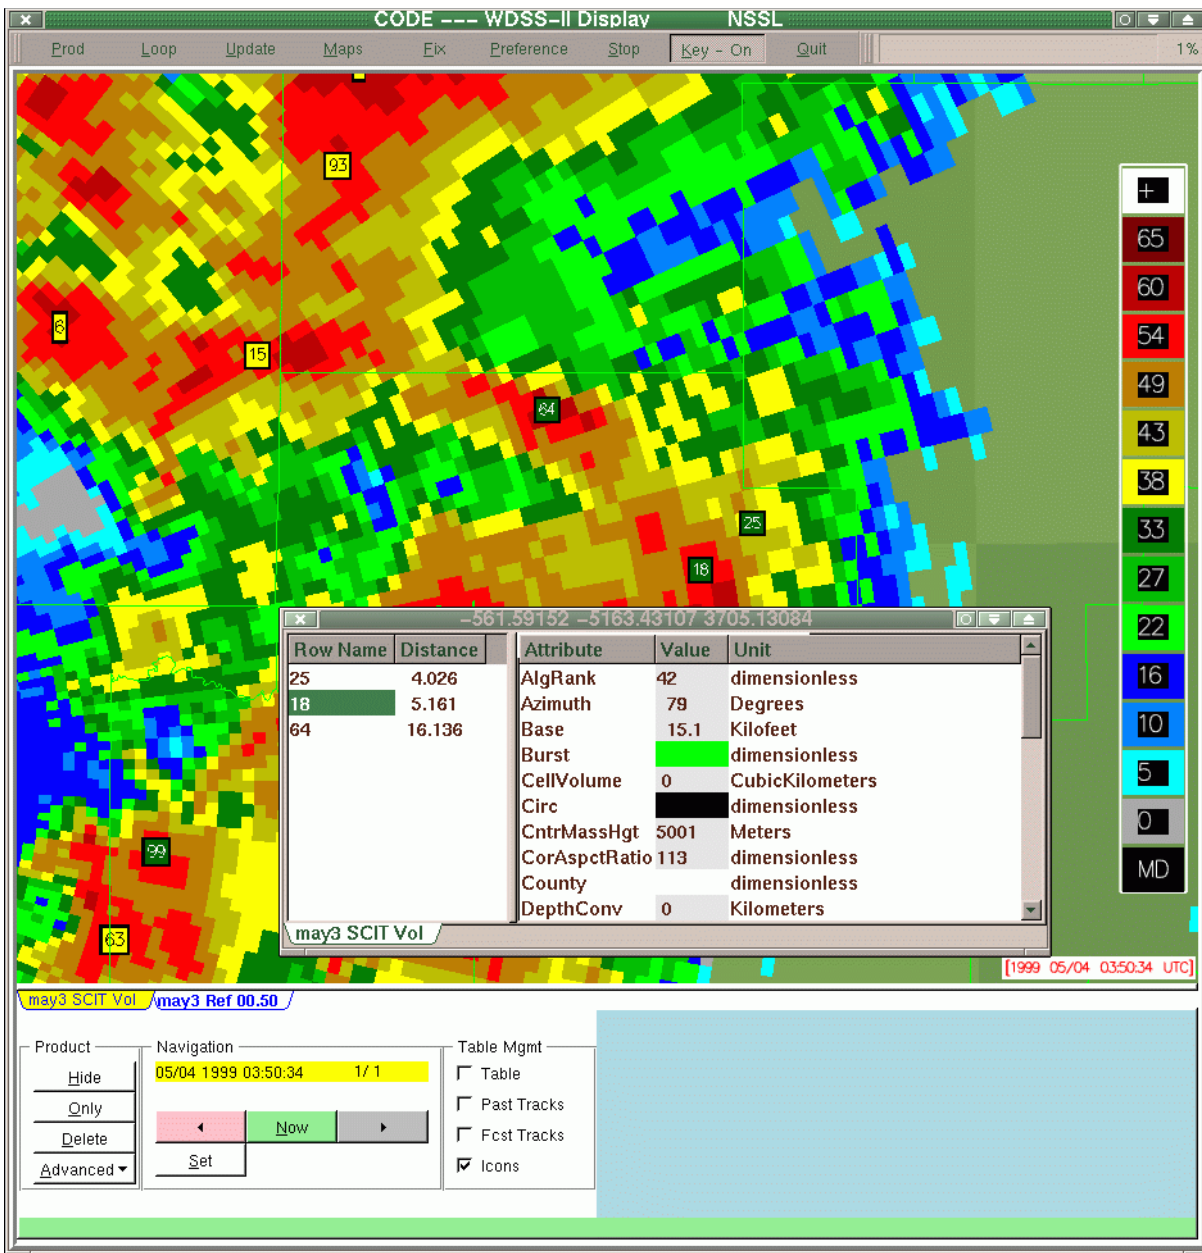 CODE --- WDSS-II Display NSSL
Prod Loop Update Maps Fix Preference Stop Key - On Quit 1%
93
+
65
60
6
15
54
49
64
43
38
25
33
18
27
22
-561.59152 -5163.43107 3705.13084
Row Name Distance Attribute Value Unit
25 4.026 AlgRank 42 dimensionless
18 5.161 Azimuth 79 Degrees
64 16.136 Base 15.1 Kilofeet
Burst dimensionless
CellVolume 0 CubicKilometers
Circ dimensionless
CntrMassHgt 5001 Meters
CorAspctRatio 113 dimensionless
County dimensionless
DepthConv 0 Kilometers
may3 SCIT Vol
16
10
5
0
MD
99
63
[1999 05/04 03:50:34 UTC]
may3 SCIT Vol may3 Ref 00.50
Product Navigation Table Mgmt
Hide 05/04 1999 03:50:34 1/ 1 Table
Only Past Tracks
Delete Now Fcst Tracks
Advanced Set Icons